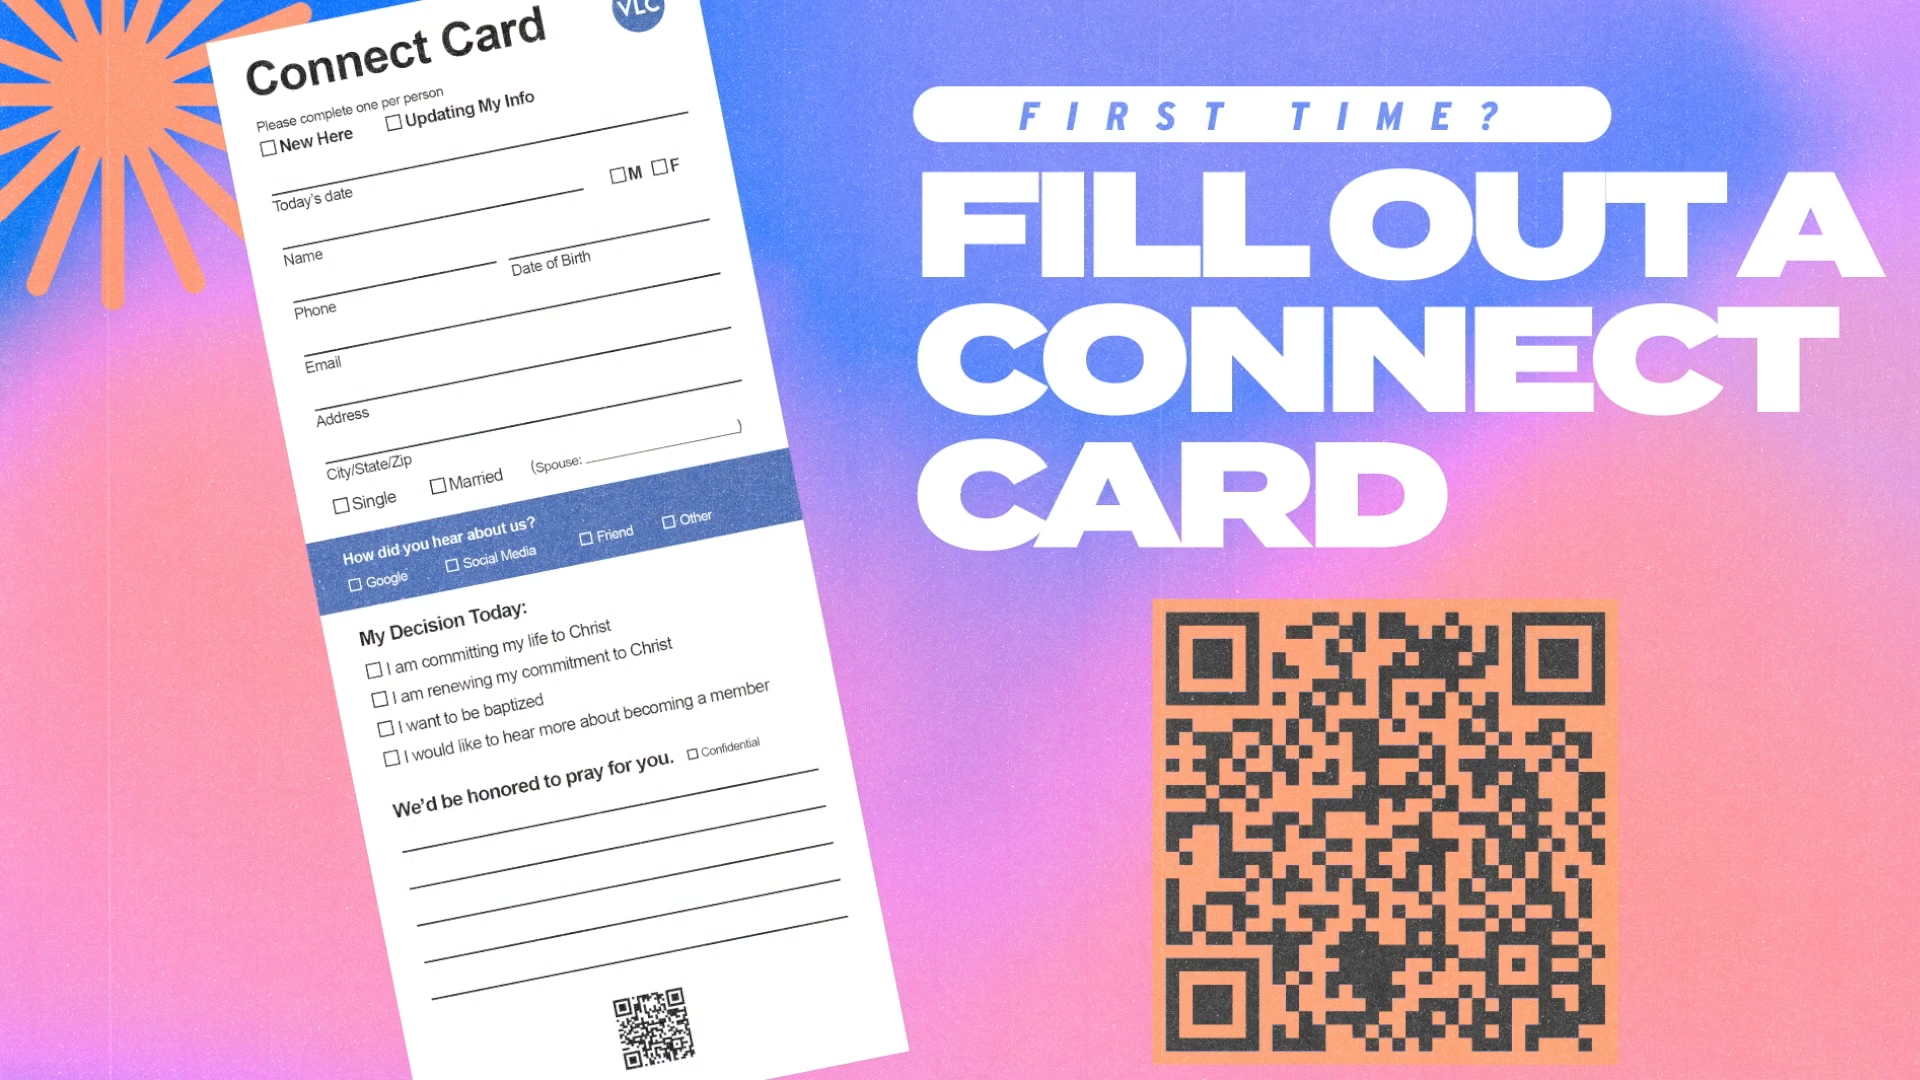 Connect Card
VLC
Please complete one per person
New Here Updating My Info
Today's date
M F
Name
Phone Date of Birth
Email
Address
City/State/Zip
Single Married (Spouse: )
How did you hear about us?
Google Social Media Friend Other
My Decision Today:
I am committing my life to Christ
I am renewing my commitment to Christ
I want to be baptized
I would like to hear more about becoming a member
We'd be honored to pray for you. Confidential
FIRST TIME?
FILL OUT A
CONNECT
CARD